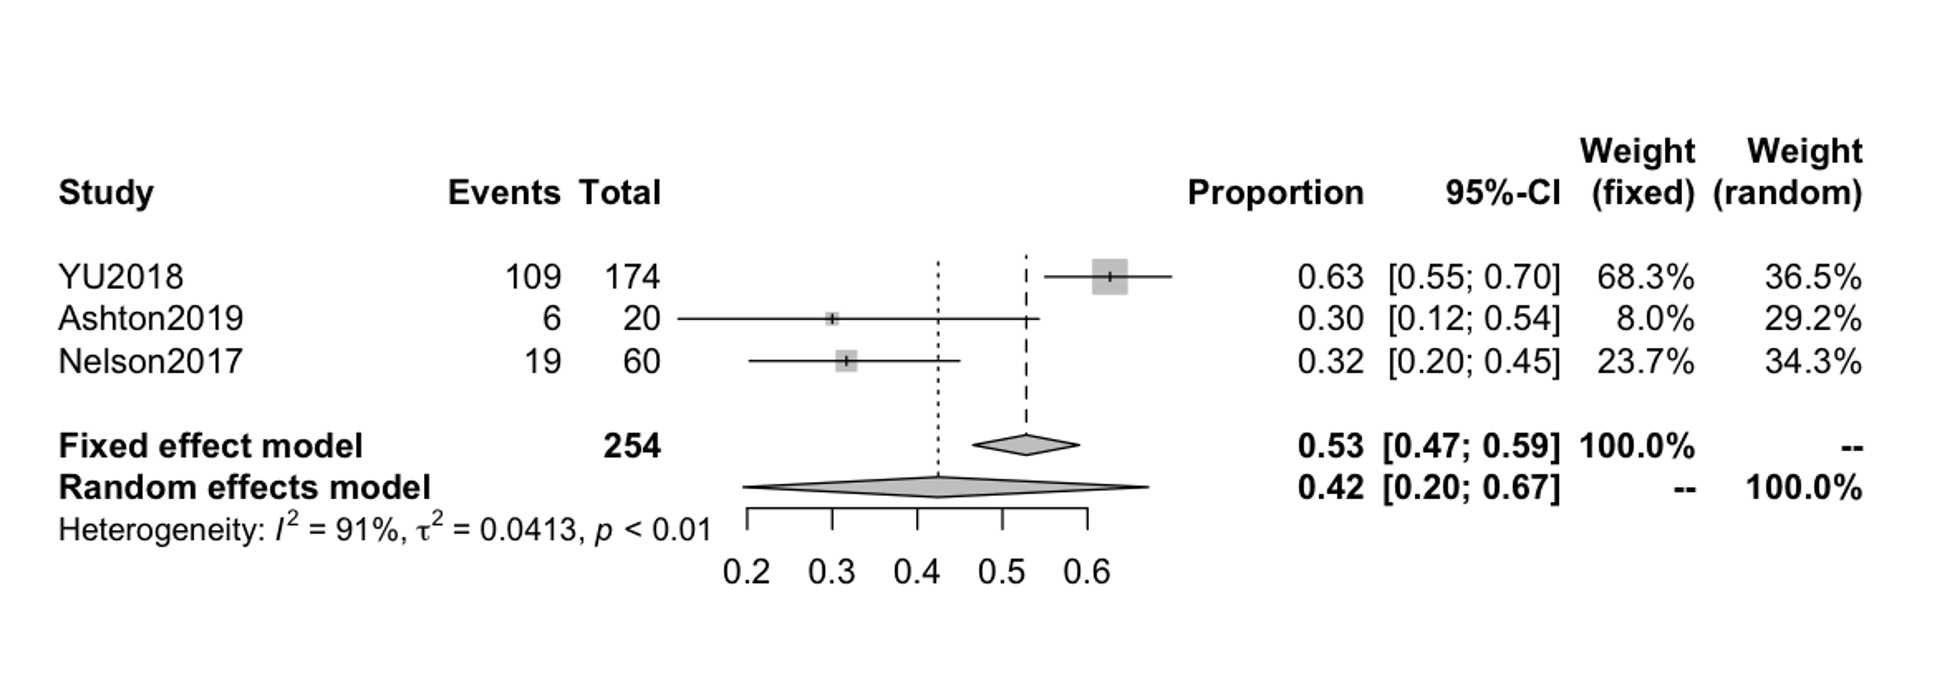 Weight Weight
Study Events Total Proportion 95%-CI (fixed) (random)
YU2018 109 174 0.63 [0.55; 0.70] 68.3% 36.5%
Ashton2019 6 20 0.30 [0.12; 0.54] 8.0% 29.2%
Nelson2017 19 60 0.32 [0.20; 0.45] 23.7% 34.3%
Fixed effect model 254 0.53 [0.47; 0.59] 100.0% --
Random effects model 0.42 [0.20; 0.67] -- 100.0%
Heterogeneity: I² = 91%, τ² = 0.0413, p < 0.01
0.2 0.3 0.4 0.5 0.6